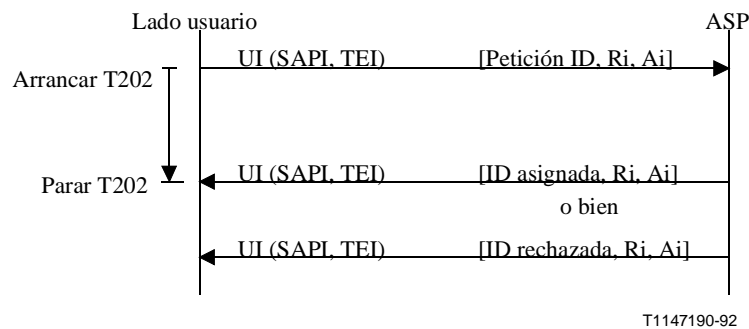 Lado usuario ASP
UI (SAPI, TEI) [Petición ID, Ri, Ai]
Arrancar T202
UI (SAPI, TEI) [ID asignada, Ri, Ai]
Parar T202
o bien
UI (SAPI, TEI) [ID rechazada, Ri, Ai]
T1147190-92